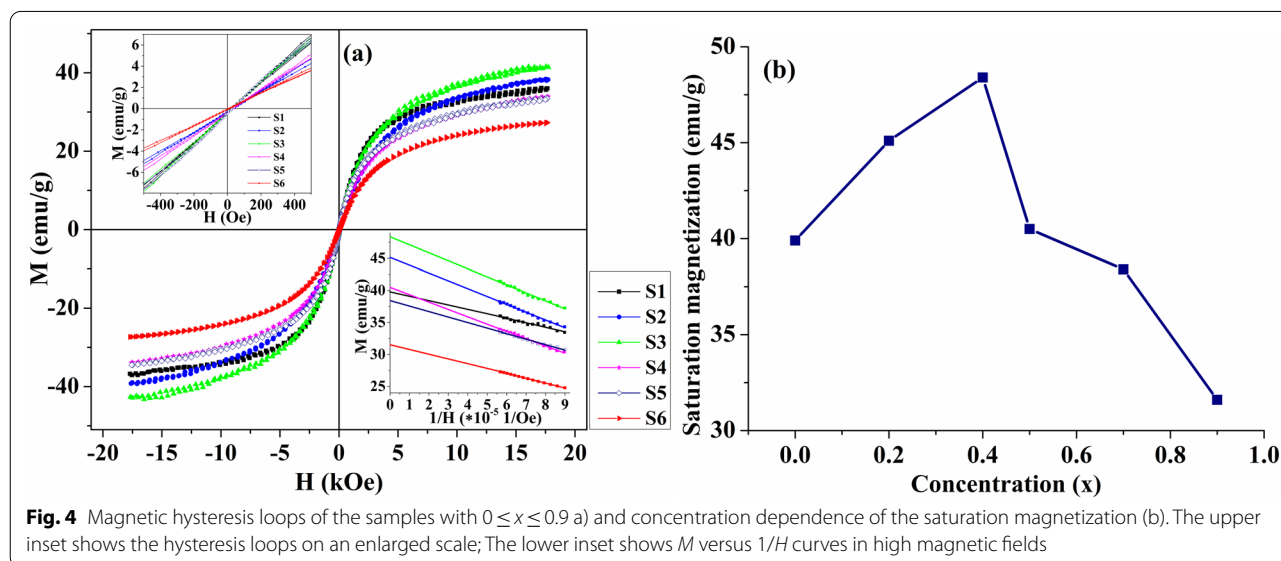 (a)
M (emu/g)
40
20
0
-20
-40
-20
-15
-10
-5
0
5
10
15
20
H (kOe)
M (emu/g)
6
4
2
0
-2
-4
-6
-400 -200 0 200 400
H (Oe)
S1
S2
S3
S4
S5
S6
M (emu/g)
45
40
35
30
25
0 1 2 3 4 5 6 7 8 9
1/H (*10⁻⁵ 1/Oe)
S1
S2
S3
S4
S5
S6
(b)
Saturation magnetization (emu/g)
50
45
40
35
30
0.0 0.2 0.4 0.6 0.8 1.0
Concentration (x)
Fig. 4 Magnetic hysteresis loops of the samples with 0 ≤ x ≤ 0.9 a) and concentration dependence of the saturation magnetization (b). The upper
inset shows the hysteresis loops on an enlarged scale; The lower inset shows M versus 1/H curves in high magnetic fields